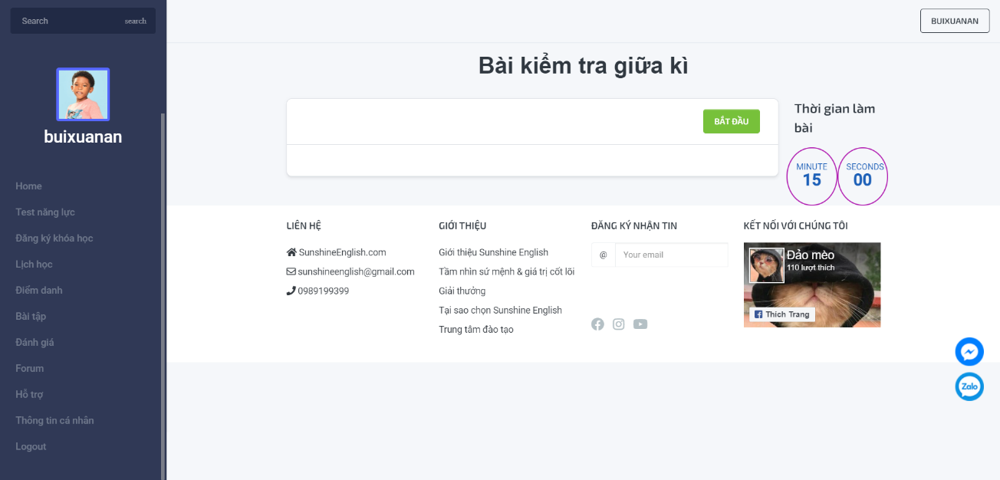 Search search
buixuanan
Home
Test năng lực
Đăng ký khóa học
Lịch học
Điểm danh
Bài tập
Đánh giá
Forum
Hỗ trợ
Thông tin cá nhân
Logout
BUIXUANAN
Bài kiểm tra giữa kì
BẮT ĐẦU
Thời gian làm
bài
MINUTE
15
SECONDS
00
LIÊN HỆ
SunshineEnglish.com
sunshineenglish@gmail.com
0989199399
GIỚI THIỆU
Giới thiệu Sunshine English
Tầm nhìn sứ mệnh & giá trị cốt lõi
Giải thưởng
Tại sao chọn Sunshine English
Trung tâm đào tạo
ĐĂNG KÝ NHẬN TIN
@ Your email
KẾT NỐI VỚI CHÚNG TÔI
Đảo mèo
110 lượt thích
Thích Trang
Zalo